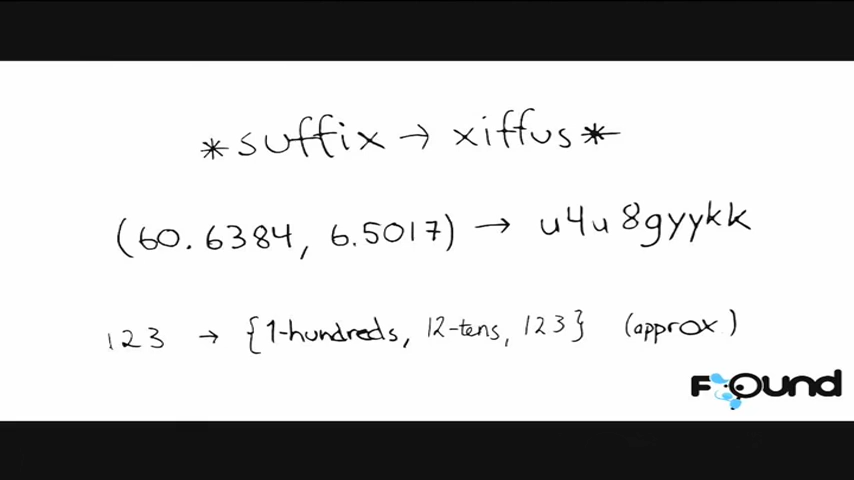 *suffix → xiffus*
(60.6384, 6.5017) → u4u8gyykk
123 → {1-hundreds, 12-tens, 123} (approx)
Found